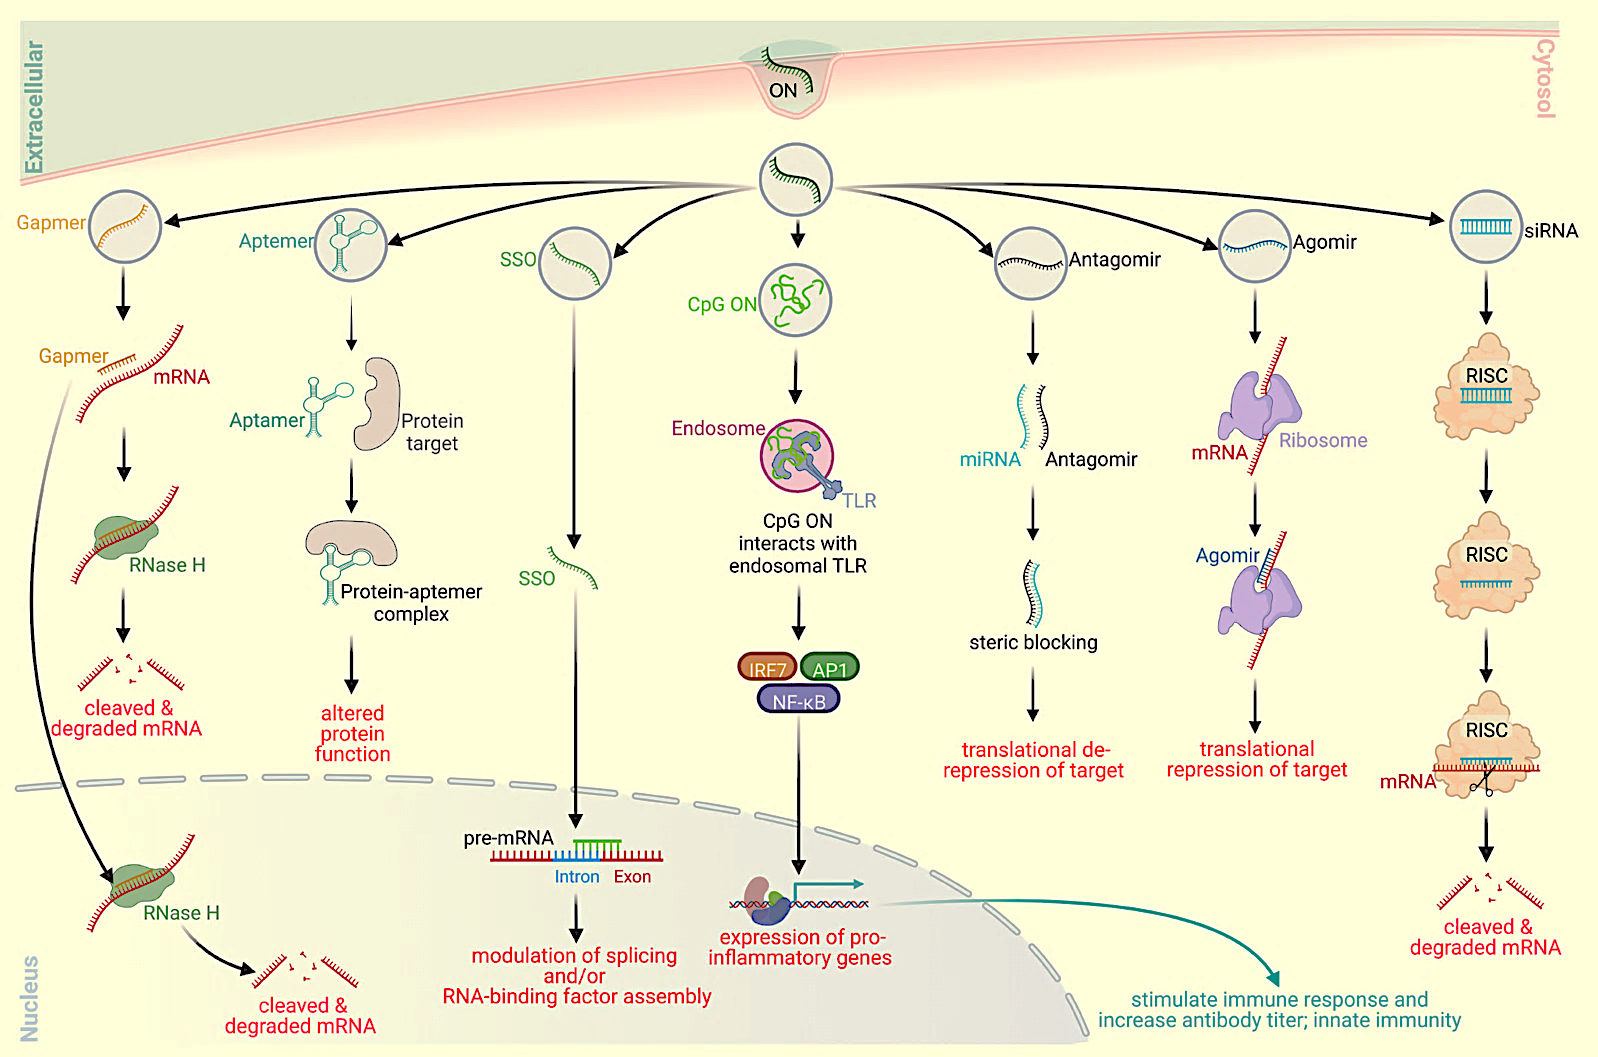 Extracellular
Cytosol
ON
Gapmer
Aptemer
SSO
CpG ON
Antagomir
Agomir
siRNA
Gapmer
mRNA
RNase H
cleaved &
degraded mRNA
RNase H
cleaved &
degraded mRNA
Aptamer
Protein
target
Protein-aptemer
complex
altered
protein
function
SSO
pre-mRNA
Intron
Exon
modulation of splicing
and/or
RNA-binding factor assembly
Endosome
TLR
CpG ON
interacts with
endosomal TLR
IRF7
AP1
NF-κB
expression of pro-
inflammatory genes
stimulate immune response and
increase antibody titer; innate immunity
miRNA
Antagomir
steric blocking
translational de-
repression of target
mRNA
Ribosome
Agomir
translational
repression of target
RISC
RISC
RISC
mRNA
cleaved &
degraded mRNA
Nucleus